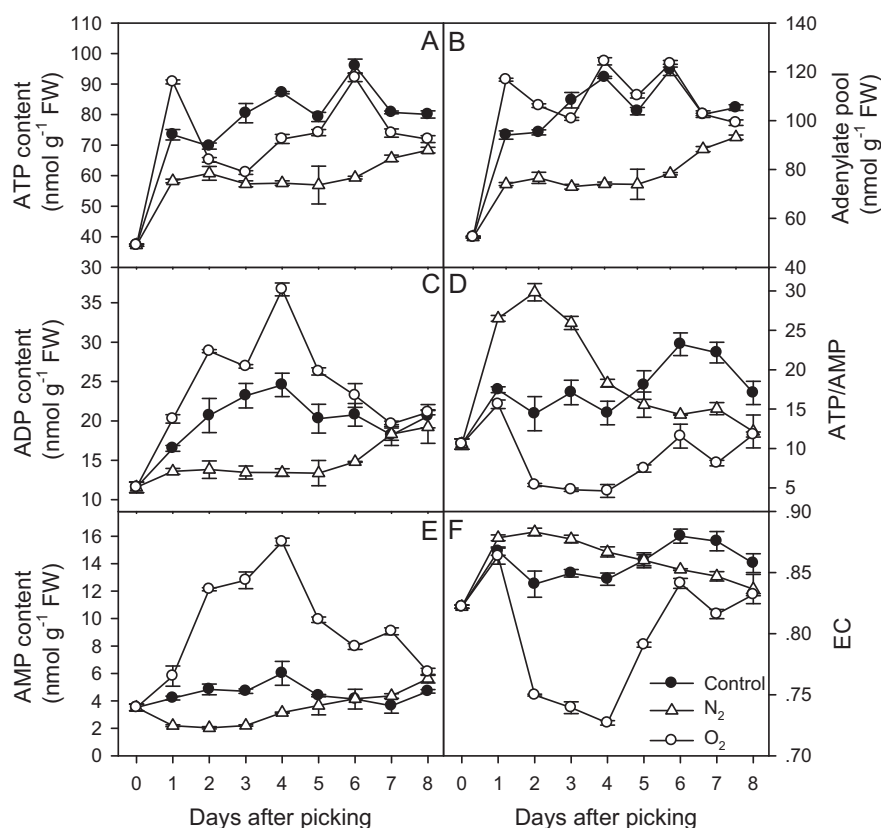 A
B
C
D
E
F
ATP content
(nmol g⁻¹ FW)
110
100
90
80
70
60
50
40
30
Adenylate pool
(nmol g⁻¹ FW)
140
120
100
80
60
40
ADP content
(nmol g⁻¹ FW)
35
30
25
20
15
10
ATP/AMP
30
25
20
15
10
5
AMP content
(nmol g⁻¹ FW)
16
14
12
10
8
6
4
2
0
EC
.90
.85
.80
.75
.70
Control
N₂
O₂
0 1 2 3 4 5 6 7 8
0 1 2 3 4 5 6 7 8
Days after picking
Days after picking